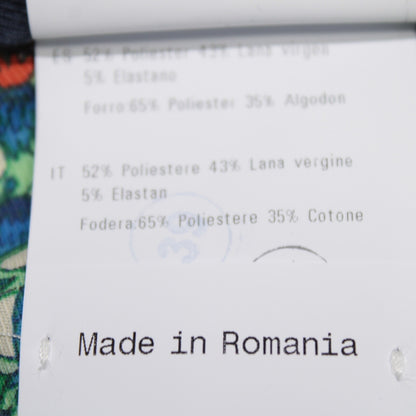 ES 52% Poliester 43% Lana virgen
5% Elastano
Forro:65% Poliester 35% Algodon
IT 52% Poliestere 43% Lana vergine
5% Elastan
Fodera:65% Poliestere 35% Cotone
Made in Romania